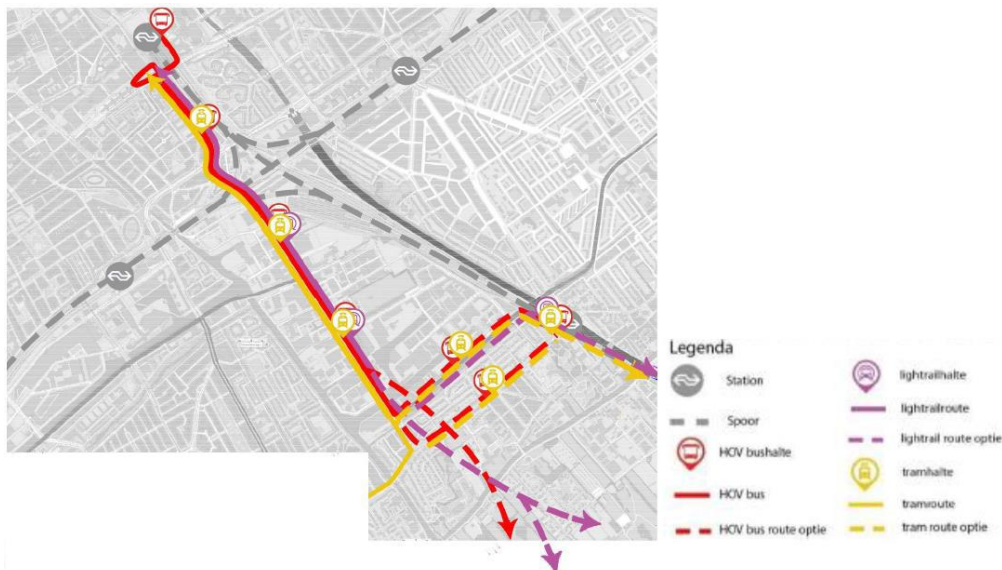 Legenda
Station
Spoor
HOV bushalte
HOV bus
HOV bus route optie
lightrailhalte
lightrailroute
lightrail route optie
tramhalte
tramroute
tram route optie